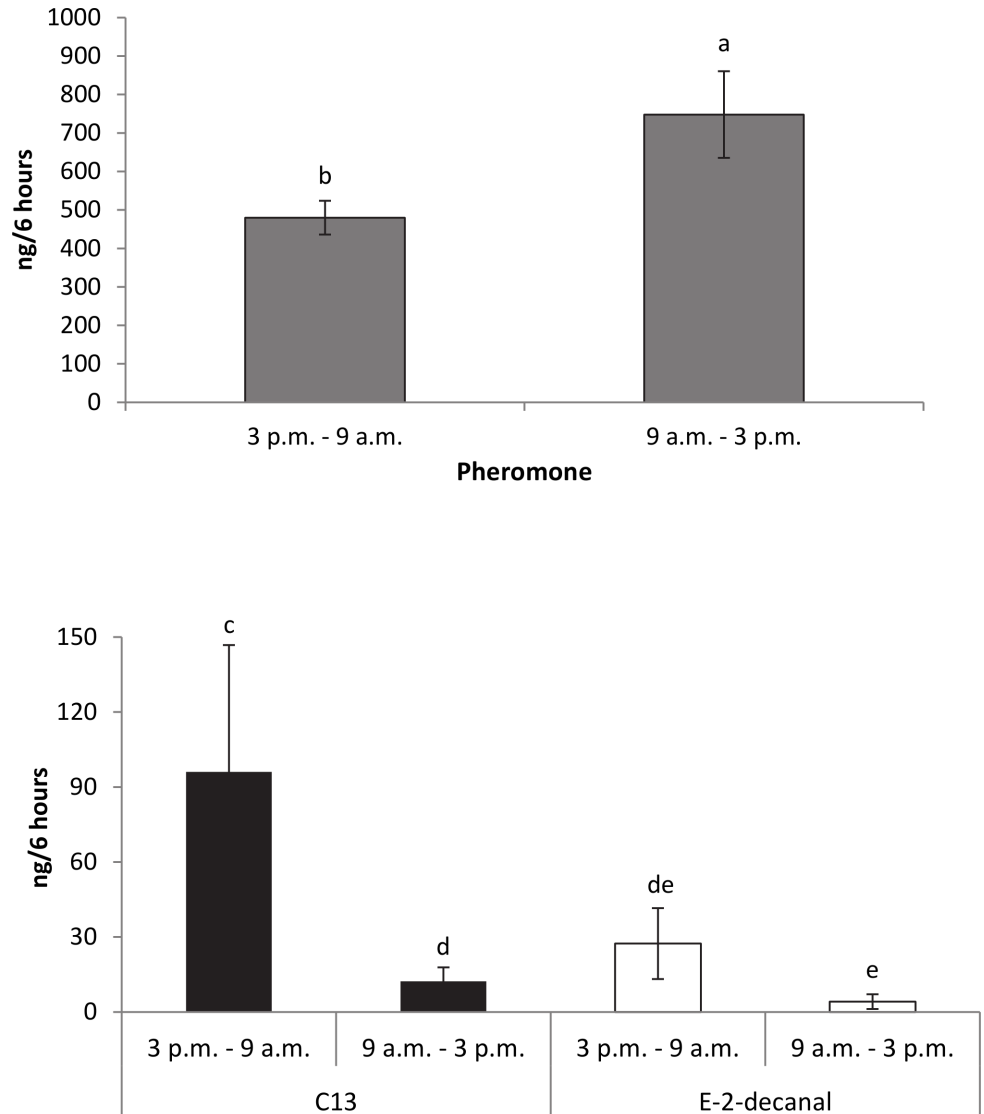 1000
900
800
700
600
500
400
300
200
100
0
ng/6 hours
b
a
3 p.m. - 9 a.m.
9 a.m. - 3 p.m.
Pheromone
150
120
90
60
30
0
ng/6 hours
c
d
de
e
3 p.m. - 9 a.m.
9 a.m. - 3 p.m.
3 p.m. - 9 a.m.
9 a.m. - 3 p.m.
C13
E-2-decanal